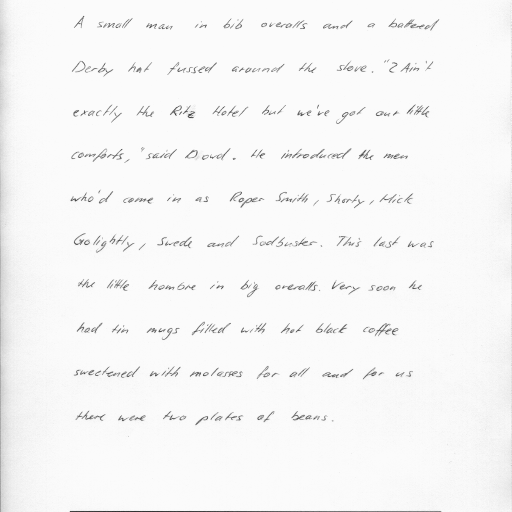 A small man in bib overalls and a battered
Derby hat fussed around the stove. "2 Ain't
exactly the Ritz Hotel but we've got our little
comforts," said Dowd. He introduced the men
who'd come in as Roper Smith, Shorty, Mick
Golightly, Swede and Sodbuster. This last was
the little hombre in big overalls. Very soon he
had tin mugs filled with hot black coffee
sweetened with molasses for all and for us
there were two plates of beans.